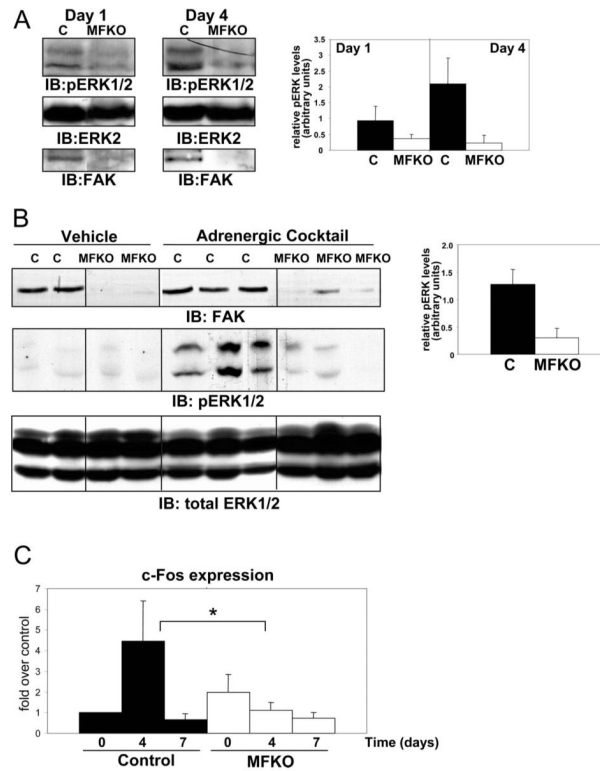 A
Day 1
Day 4
C MFKO
C MFKO
IB:pERK1/2
IB:pERK1/2
IB:ERK2
IB:ERK2
IB:FAK
IB:FAK
relative pERK levels
(arbitrary units)
3.5
3
2.5
2
1.5
1
0.5
0
Day 1
Day 4
C MFKO C MFKO
B
Vehicle
Adrenergic Cocktail
C C MFKO MFKO C C C MFKO MFKO MFKO
IB: FAK
IB: pERK1/2
IB: total ERK1/2
relative pERK levels
(arbitrary units)
2.0
1.5
1.0
0.5
0
C MFKO
C
c-Fos expression
fold over control
7
6
5
4
3
2
1
0
*
0 4 7 0 4 7 Time (days)
Control MFKO